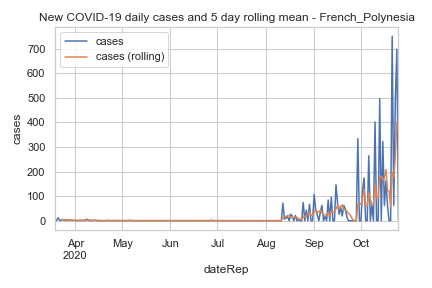 New COVID-19 daily cases and 5 day rolling mean - French_Polynesia
cases
cases (rolling)
700
600
500
400
300
200
100
0
cases
Apr May Jun Jul Aug Sep Oct
2020
dateRep